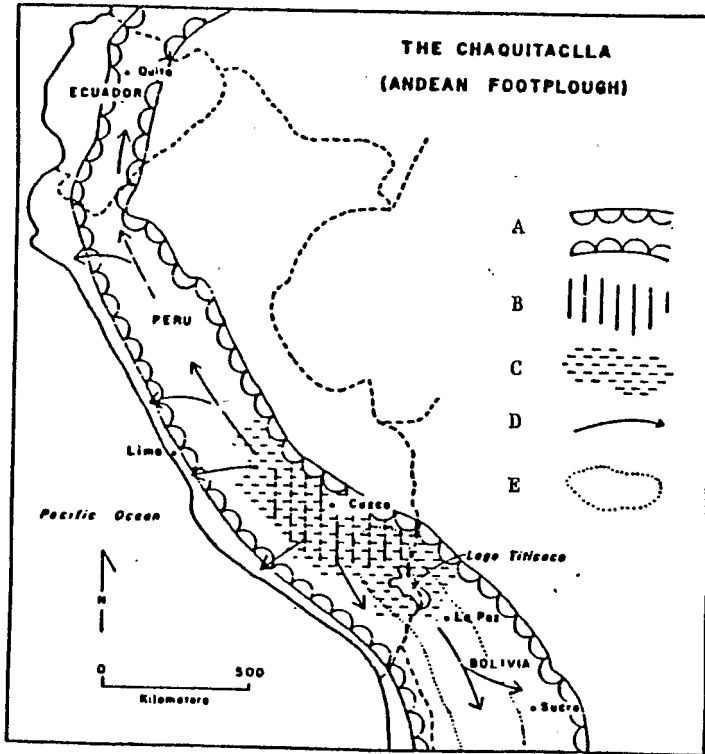 THE CHAQUITACLLA
(ANDEAN FOOTPLOUGH)
Quito
ECUADOR
A
B
PERU
C
D
Lima
E
Cuzco
Pacific Ocean
Lago Titicaca
N
La Paz
0 500
BOLIVIA
Kilometers
Sucre